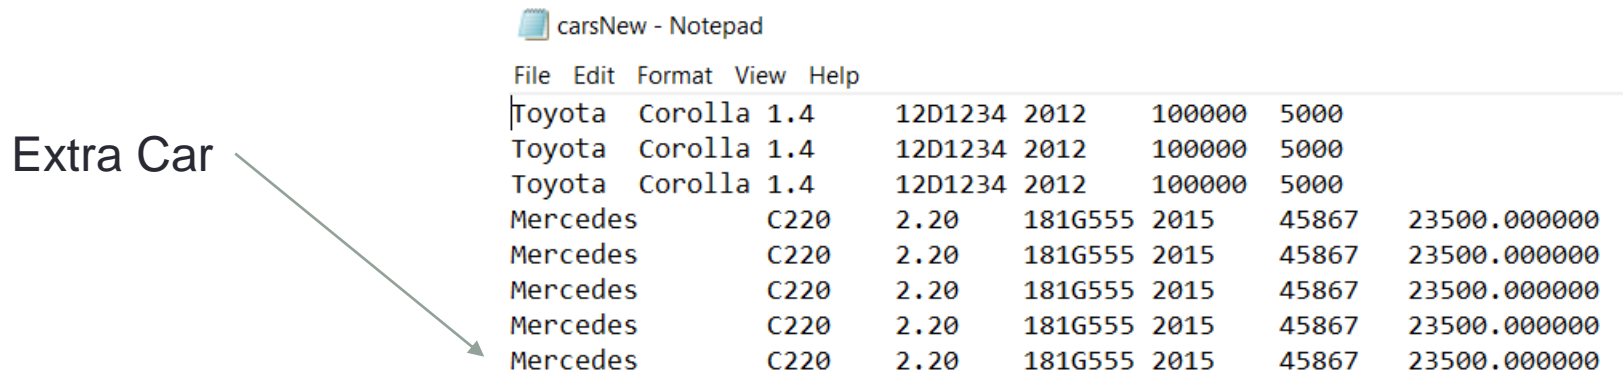 carsNew - Notepad
File Edit Format View Help
Toyota Corolla 1.4 12D1234 2012 100000 5000
Extra Car
Toyota Corolla 1.4 12D1234 2012 100000 5000
Toyota Corolla 1.4 12D1234 2012 100000 5000
Mercedes C220 2.20 181G555 2015 45867 23500.000000
Mercedes C220 2.20 181G555 2015 45867 23500.000000
Mercedes C220 2.20 181G555 2015 45867 23500.000000
Mercedes C220 2.20 181G555 2015 45867 23500.000000
Mercedes C220 2.20 181G555 2015 45867 23500.000000